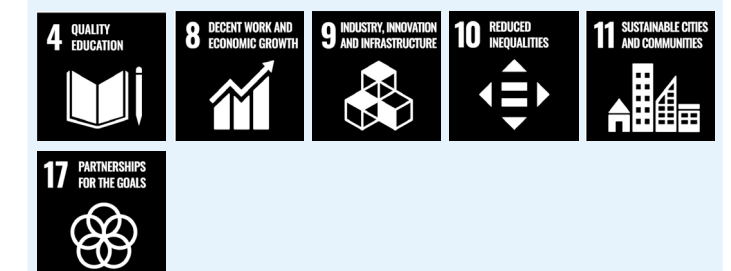 4 QUALITY
EDUCATION
8 DECENT WORK AND
ECONOMIC GROWTH
9 INDUSTRY, INNOVATION
AND INFRASTRUCTURE
10 REDUCED
INEQUALITIES
11 SUSTAINABLE CITIES
AND COMMUNITIES
17 PARTNERSHIPS
FOR THE GOALS